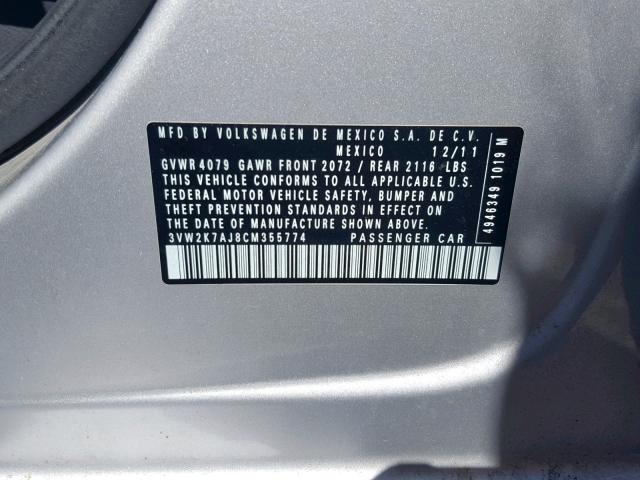 MFD BY VOLKSWAGEN DE MEXICO S.A. DE C.V.
MEXICO 12/11
GVWR 4079 GAWR FRONT 2072 / REAR 2116 LBS
THIS VEHICLE CONFORMS TO ALL APPLICABLE U.S.
FEDERAL MOTOR VEHICLE SAFETY, BUMPER AND
THEFT PREVENTION STANDARDS IN EFFECT ON
THE DATE OF MANUFACTURE SHOWN ABOVE.
3VW2K7AJ8CM355774 PASSENGER CAR
4946349 1019 M